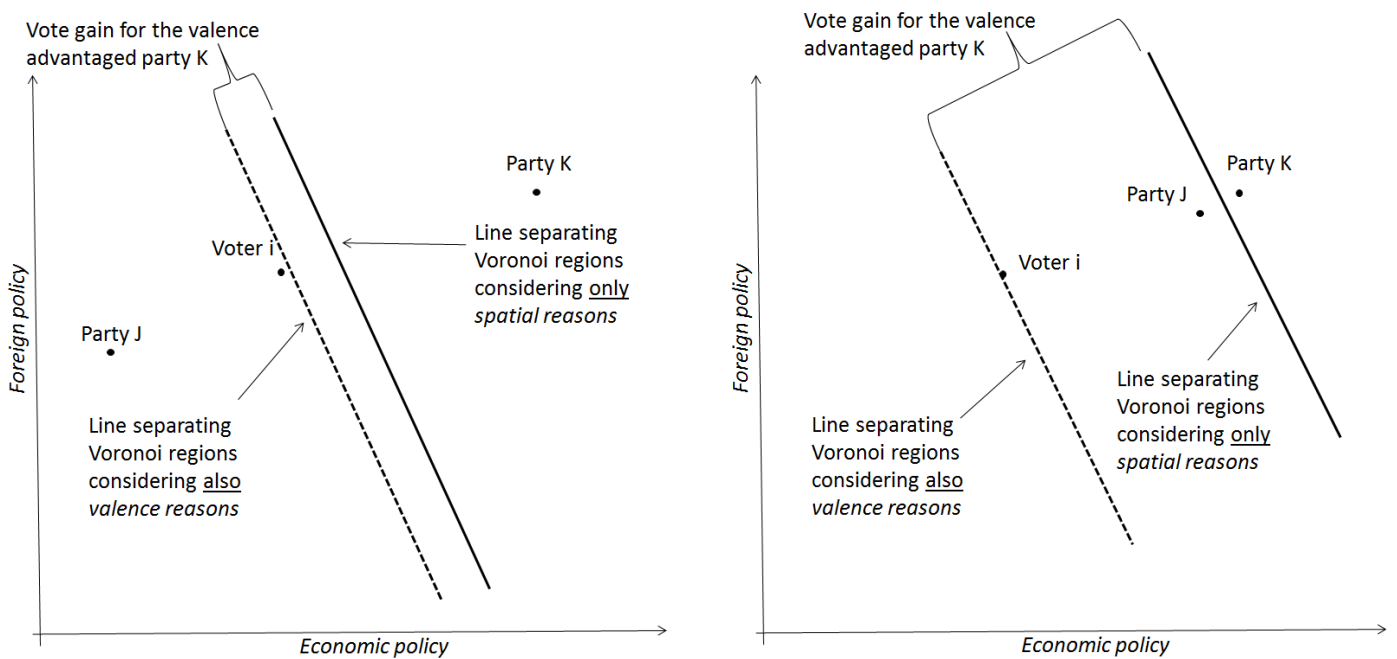 Vote gain for the valence
advantaged party K
Party K
Line separating
Voronoi regions
considering only
spatial reasons
Voter i
Party J
Line separating
Voronoi regions
considering also
valence reasons
Foreign policy
Economic policy
Vote gain for the valence
advantaged party K
Party K
Party J
Voter i
Line separating
Voronoi regions
considering only
spatial reasons
Line separating
Voronoi regions
considering also
valence reasons
Foreign policy
Economic policy